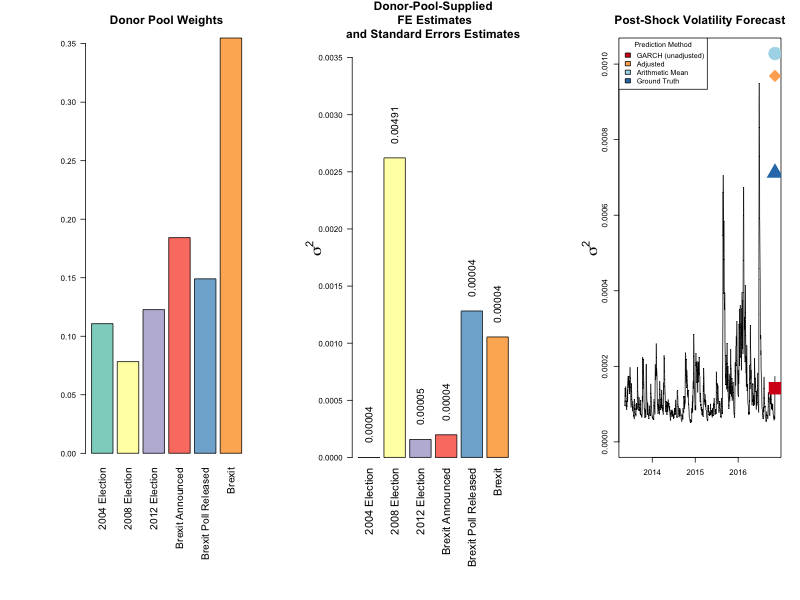 Donor Pool Weights
0.35
0.30
0.25
0.20
0.15
0.10
0.05
0.00
2004 Election
2008 Election
2012 Election
Brexit Announced
Brexit Poll Released
Brexit
Donor-Pool-Supplied
FE Estimates
and Standard Errors Estimates
σ2
0.0035
0.0030
0.0025
0.0020
0.0015
0.0010
0.0005
0.0000
0.00004
0.00491
0.00005
0.00004
0.00004
0.00004
2004 Election
2008 Election
2012 Election
Brexit Announced
Brexit Poll Released
Brexit
Post-Shock Volatility Forecast
σ2
0.0010
0.0008
0.0006
0.0004
0.0002
0.0000
Prediction Method
GARCH (unadjusted)
Adjusted
Arithmetic Mean
Ground Truth
2014 2015 2016